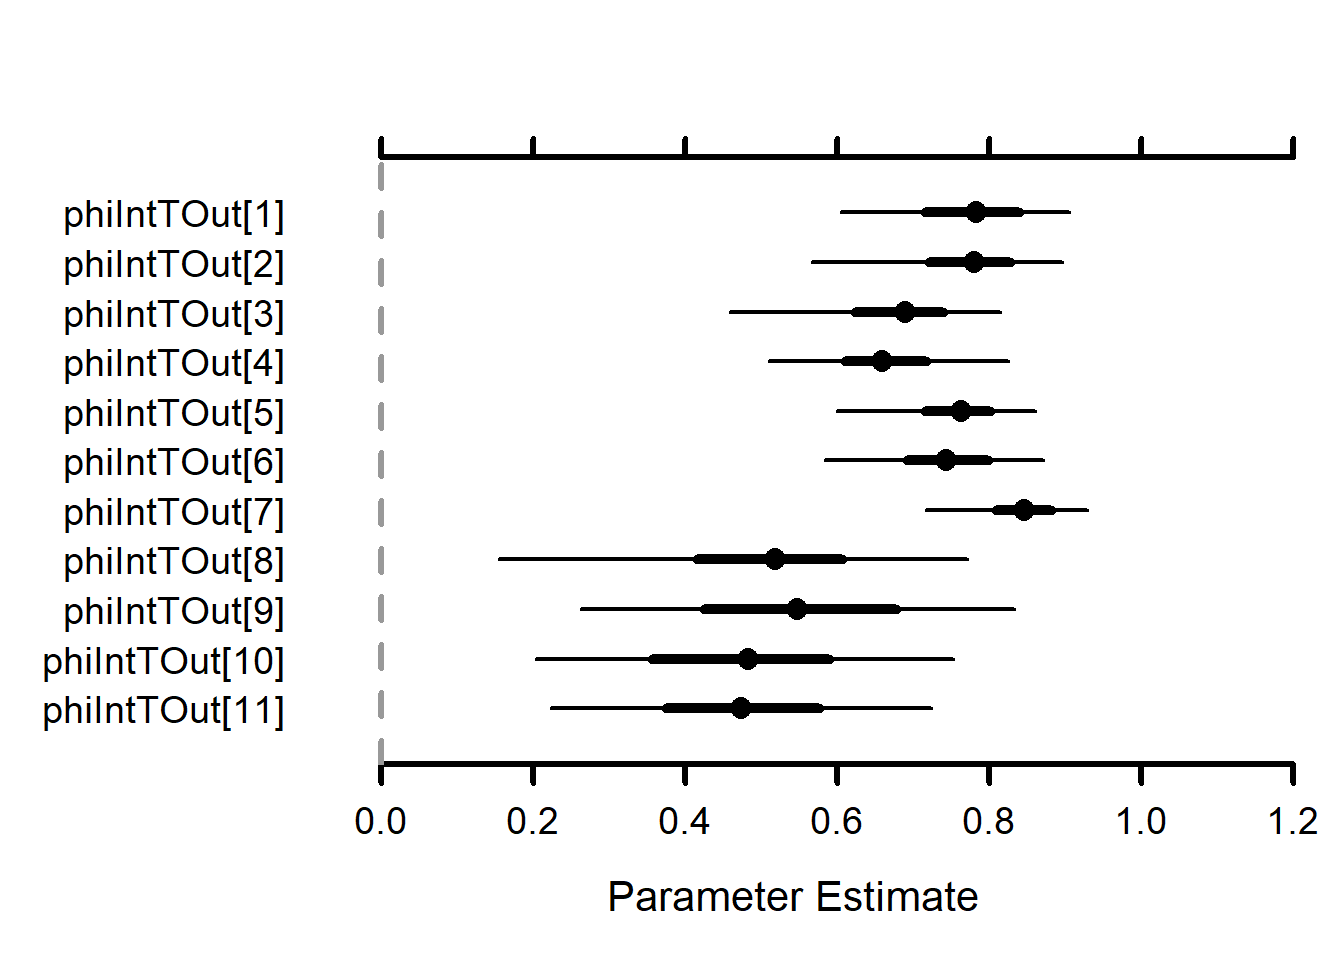 phiIntTOut[1]
phiIntTOut[2]
phiIntTOut[3]
phiIntTOut[4]
phiIntTOut[5]
phiIntTOut[6]
phiIntTOut[7]
phiIntTOut[8]
phiIntTOut[9]
phiIntTOut[10]
phiIntTOut[11]
0.0 0.2 0.4 0.6 0.8 1.0 1.2
Parameter Estimate